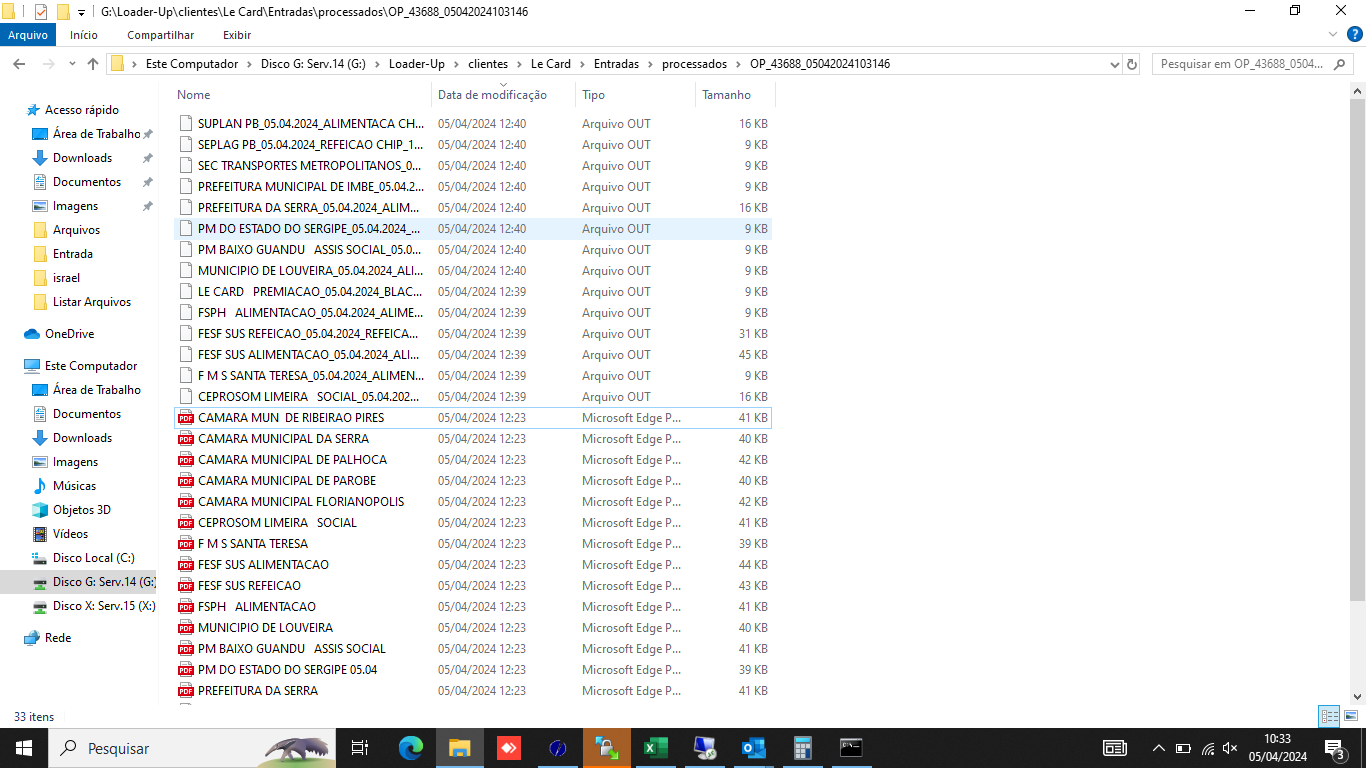 G:\Loader-Up\clientes\Le Card\Entradas\processados\OP_43688_05042024103146
Arquivo Início Compartilhar Exibir
Este Computador > Disco G: Serv.14 (G:) > Loader-Up > clientes > Le Card > Entradas > processados > OP_43688_05042024103146
Pesquisar em OP_43688_0504...
Nome Data de modificação Tipo Tamanho
Acesso rápido
Área de Trabalho
Downloads
Documentos
Imagens
Arquivos
Entrada
israel
Listar Arquivos
OneDrive
Este Computador
Área de Trabalho
Documentos
Downloads
Imagens
Músicas
Objetos 3D
Vídeos
Disco Local (C:)
Disco G: Serv.14 (G:)
Disco X: Serv.15 (X:)
Rede
SUPLAN PB_05.04.2024_ALIMENTACA CH... 05/04/2024 12:40 Arquivo OUT 16 KB
SEPLAG PB_05.04.2024_REFEICAO CHIP_1... 05/04/2024 12:40 Arquivo OUT 9 KB
SEC TRANSPORTES METROPOLITANOS_0... 05/04/2024 12:40 Arquivo OUT 9 KB
PREFEITURA MUNICIPAL DE IMBE_05.04.2... 05/04/2024 12:40 Arquivo OUT 9 KB
PREFEITURA DA SERRA_05.04.2024_ALIM... 05/04/2024 12:40 Arquivo OUT 16 KB
PM DO ESTADO DO SERGIPE_05.04.2024_... 05/04/2024 12:40 Arquivo OUT 9 KB
PM BAIXO GUANDU   ASSIS SOCIAL_05.0... 05/04/2024 12:40 Arquivo OUT 9 KB
MUNICIPIO DE LOUVEIRA_05.04.2024_ALI... 05/04/2024 12:40 Arquivo OUT 9 KB
LE CARD   PREMIACAO_05.04.2024_BLAC... 05/04/2024 12:39 Arquivo OUT 9 KB
FSPH   ALIMENTACAO_05.04.2024_ALIME... 05/04/2024 12:39 Arquivo OUT 9 KB
FESF SUS REFEICAO_05.04.2024_REFEICA... 05/04/2024 12:39 Arquivo OUT 31 KB
FESF SUS ALIMENTACAO_05.04.2024_ALI... 05/04/2024 12:39 Arquivo OUT 45 KB
F M S SANTA TERESA_05.04.2024_ALIMEN... 05/04/2024 12:39 Arquivo OUT 9 KB
CEPROSOM LIMEIRA   SOCIAL_05.04.202... 05/04/2024 12:39 Arquivo OUT 16 KB
PDF CAMARA MUN  DE RIBEIRAO PIRES 05/04/2024 12:23 Microsoft Edge P... 41 KB
PDF CAMARA MUNICIPAL DA SERRA 05/04/2024 12:23 Microsoft Edge P... 40 KB
PDF CAMARA MUNICIPAL DE PALHOCA 05/04/2024 12:23 Microsoft Edge P... 42 KB
PDF CAMARA MUNICIPAL DE PAROBE 05/04/2024 12:23 Microsoft Edge P... 40 KB
PDF CAMARA MUNICIPAL FLORIANOPOLIS 05/04/2024 12:23 Microsoft Edge P... 42 KB
PDF CEPROSOM LIMEIRA   SOCIAL 05/04/2024 12:23 Microsoft Edge P... 41 KB
PDF F M S SANTA TERESA 05/04/2024 12:23 Microsoft Edge P... 39 KB
PDF FESF SUS ALIMENTACAO 05/04/2024 12:23 Microsoft Edge P... 44 KB
PDF FESF SUS REFEICAO 05/04/2024 12:23 Microsoft Edge P... 43 KB
PDF FSPH   ALIMENTACAO 05/04/2024 12:23 Microsoft Edge P... 41 KB
PDF MUNICIPIO DE LOUVEIRA 05/04/2024 12:23 Microsoft Edge P... 40 KB
PDF PM BAIXO GUANDU   ASSIS SOCIAL 05/04/2024 12:23 Microsoft Edge P... 41 KB
PDF PM DO ESTADO DO SERGIPE 05.04 05/04/2024 12:23 Microsoft Edge P... 39 KB
PDF PREFEITURA DA SERRA 05/04/2024 12:23 Microsoft Edge P... 41 KB
33 itens
Pesquisar
10:33
05/04/2024
3